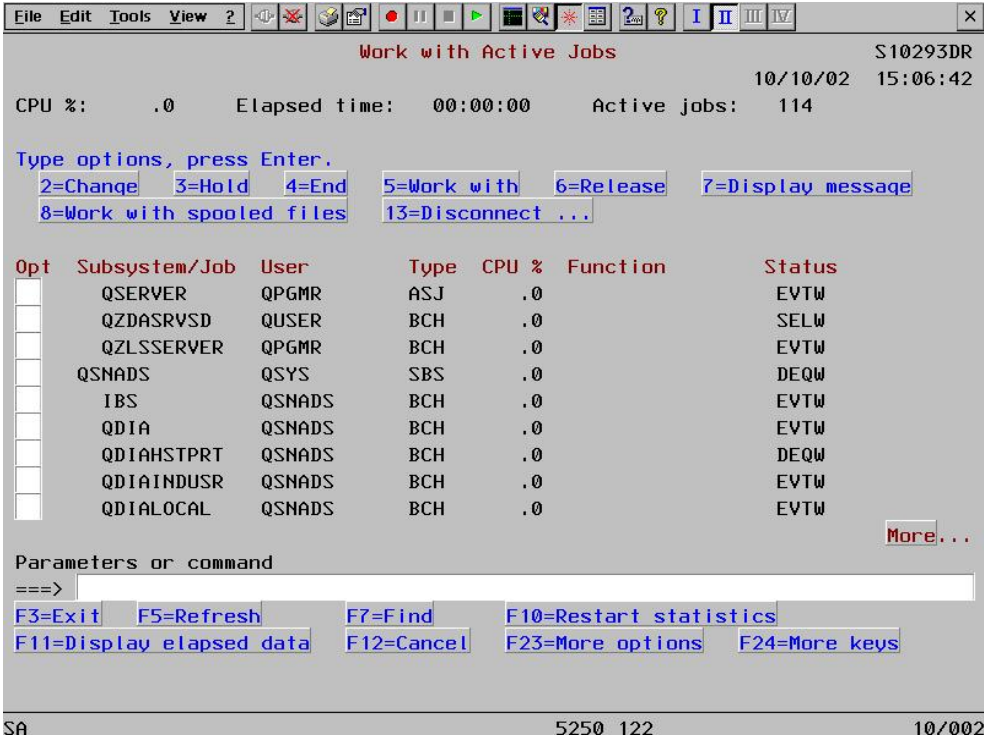 File Edit Tools View ? I II III IV
Work with Active Jobs S10293DR
10/10/02 15:06:42
CPU %: .0 Elapsed time: 00:00:00 Active jobs: 114
Type options, press Enter.
2=Change 3=Hold 4=End 5=Work with 6=Release 7=Display message
8=Work with spooled files 13=Disconnect ...
Opt Subsystem/Job User Type CPU % Function Status
QSERVER QPGMR ASJ .0 EVTW
QZDASRVSD QUSER BCH .0 SELW
QZLSSERVER QPGMR BCH .0 EVTW
QSNADS QSYS SBS .0 DEQW
IBS QSNADS BCH .0 EVTW
QDIA QSNADS BCH .0 EVTW
QDIAHSTPRT QSNADS BCH .0 DEQW
QDIAINDUSR QSNADS BCH .0 EVTW
QDIALOCAL QSNADS BCH .0 EVTW
More...
Parameters or command
===>
F3=Exit F5=Refresh F7=Find F10=Restart statistics
F11=Display elapsed data F12=Cancel F23=More options F24=More keys
SA 5250 122 10/002